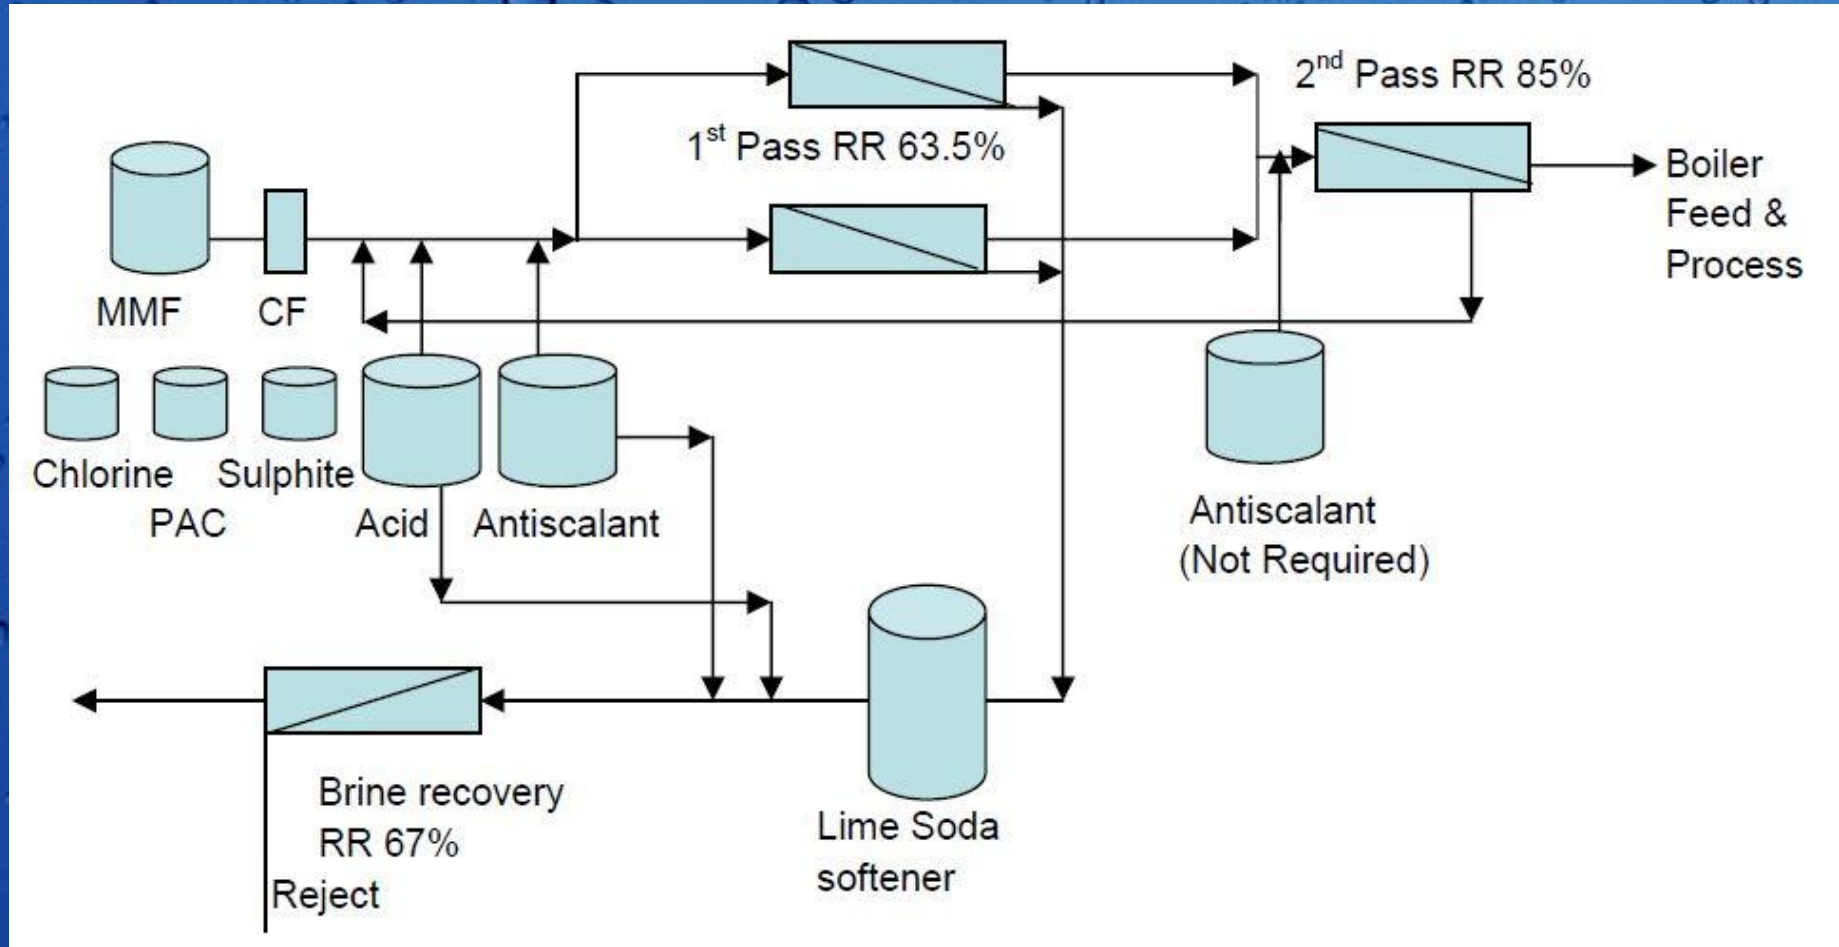 2nd Pass RR 85%
1st Pass RR 63.5%
Boiler
Feed &
Process
MMF
CF
Chlorine
Sulphite
PAC
Acid
Antiscalant
Antiscalant
(Not Required)
Brine recovery
RR 67%
Reject
Lime Soda
softener